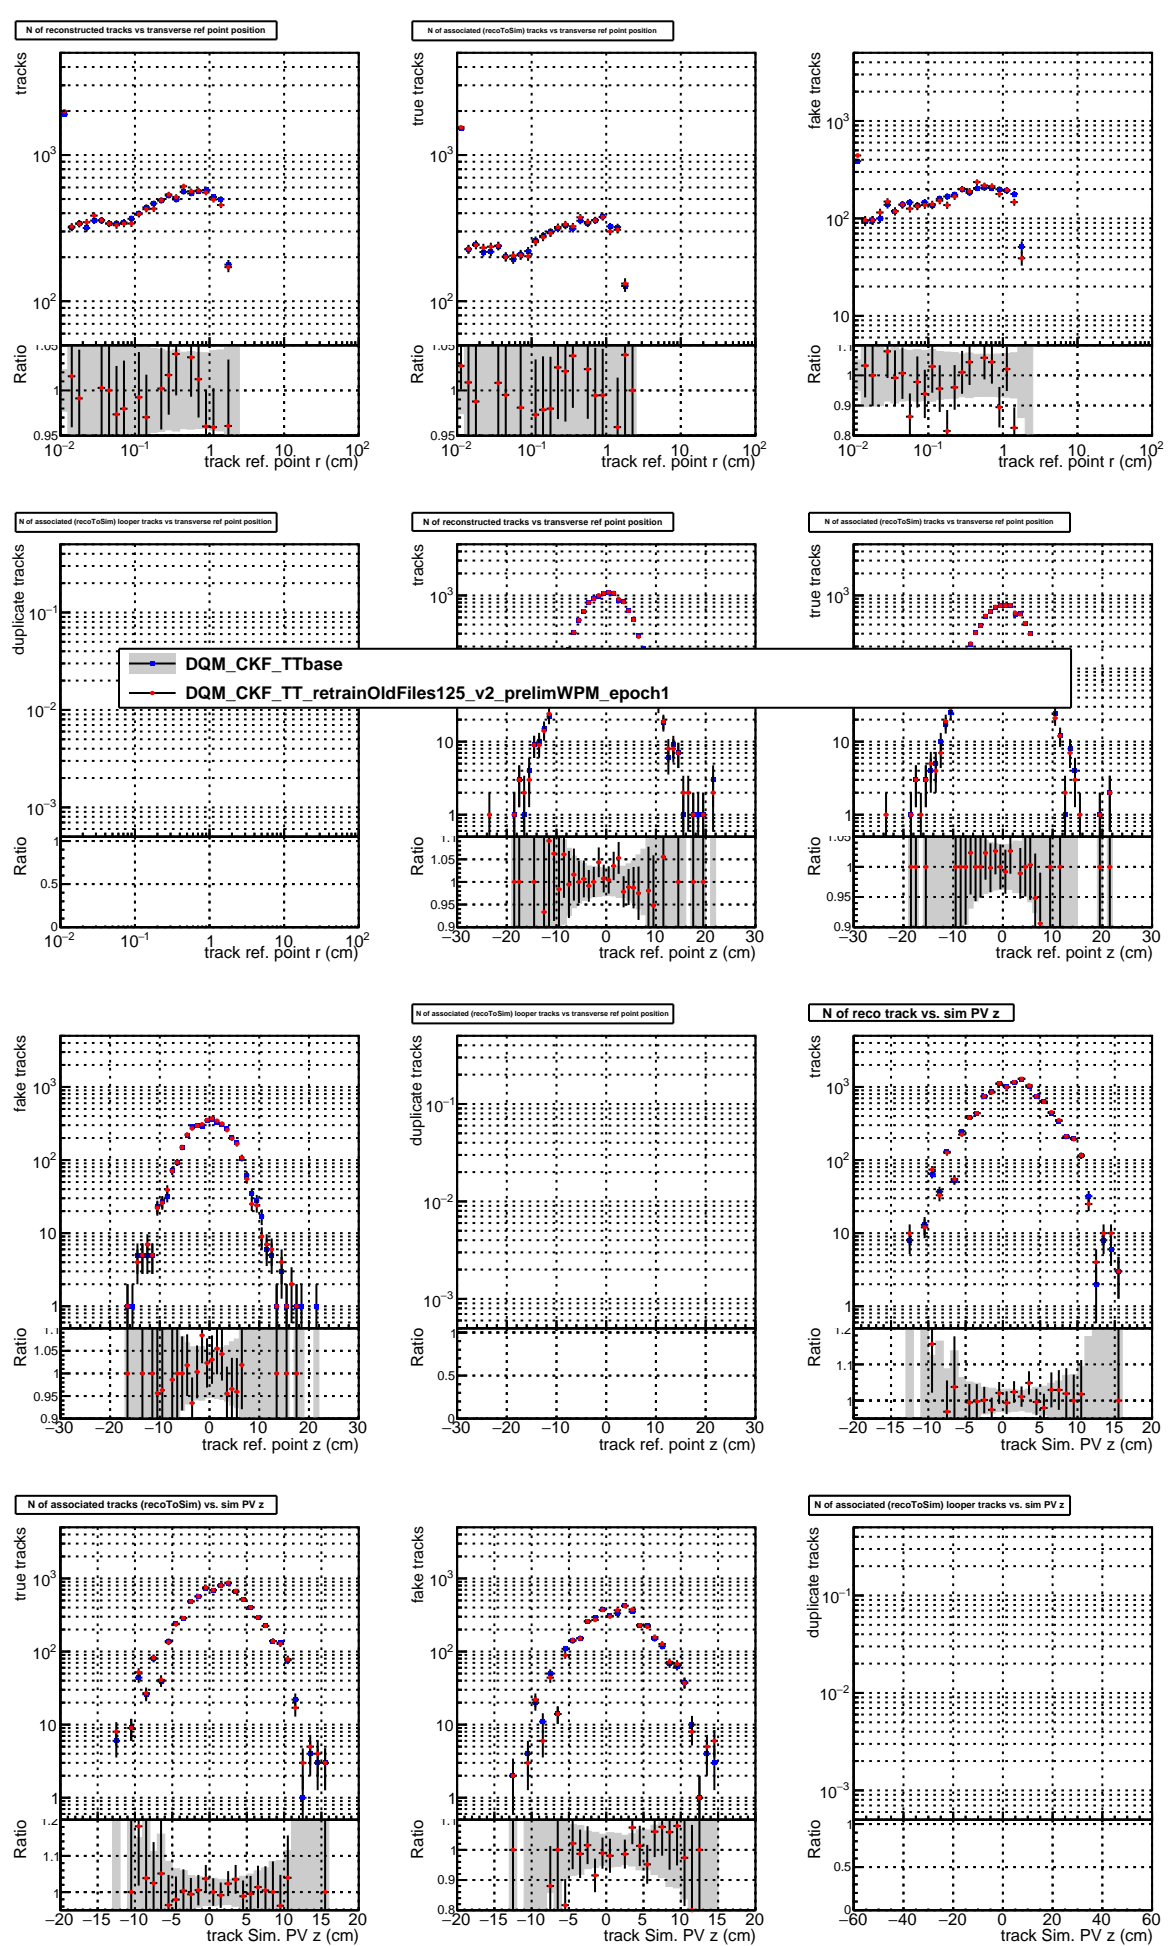 N of reconstructed tracks vs transverse ref point position
tracks
10³
10²
Ratio
1.05
1
0.95
10⁻² 10⁻¹ 1 10 10²
track ref. point r (cm)
N of associated (recoToSim) tracks vs transverse ref point position
true tracks
10³
10²
Ratio
1.05
1
0.95
10⁻² 10⁻¹ 1 10 10²
track ref. point r (cm)
fake tracks
10³
10²
10
Ratio
1.1
1
0.9
0.8
10⁻² 10⁻¹ 1 10 10²
track ref. point r (cm)
N of associated (recoToSim) looper tracks vs transverse ref point position
duplicate tracks
10⁻¹
10⁻²
10⁻³
Ratio
1
0.5
0
10⁻² 10⁻¹ 1 10 10²
track ref. point r (cm)
N of reconstructed tracks vs transverse ref point position
tracks
10³
10
1
Ratio
1.1
1.05
1
0.95
0.9
−30 −20 −10 0 10 20 30
track ref. point z (cm)
N of associated (recoToSim) tracks vs transverse ref point position
true tracks
10³
10
1
Ratio
1.05
1
0.95
0.9
−30 −20 −10 0 10 20 30
track ref. point z (cm)
DQM_CKF_TTbase
DQM_CKF_TT_retrainOldFiles125_v2_prelimWPM_epoch1
fake tracks
10³
10²
10
1
Ratio
1.1
1.05
1
0.95
0.9
−30 −20 −10 0 10 20 30
track ref. point z (cm)
N of associated (recoToSim) looper tracks vs transverse ref point position
duplicate tracks
10⁻¹
10⁻²
10⁻³
Ratio
1
0.5
0
−30 −20 −10 0 10 20 30
track ref. point z (cm)
N of reco track vs. sim PV z
tracks
10³
10²
10
1
Ratio
1.2
1.1
1
−20 −15 −10 −5 0 5 10 15 20
track Sim. PV z (cm)
N of associated tracks (recoToSim) vs. sim PV z
true tracks
10³
10²
10
1
Ratio
1.2
1.1
1
−20 −15 −10 −5 0 5 10 15 20
track Sim. PV z (cm)
fake tracks
10³
10²
10
1
Ratio
1.1
1
0.9
0.8
−20 −15 −10 −5 0 5 10 15 20
track Sim. PV z (cm)
N of associated (recoToSim) looper tracks vs. sim PV z
duplicate tracks
10⁻¹
10⁻²
10⁻³
Ratio
1
0.5
0
−60 −40 −20 0 20 40 60
track Sim. PV z (cm)